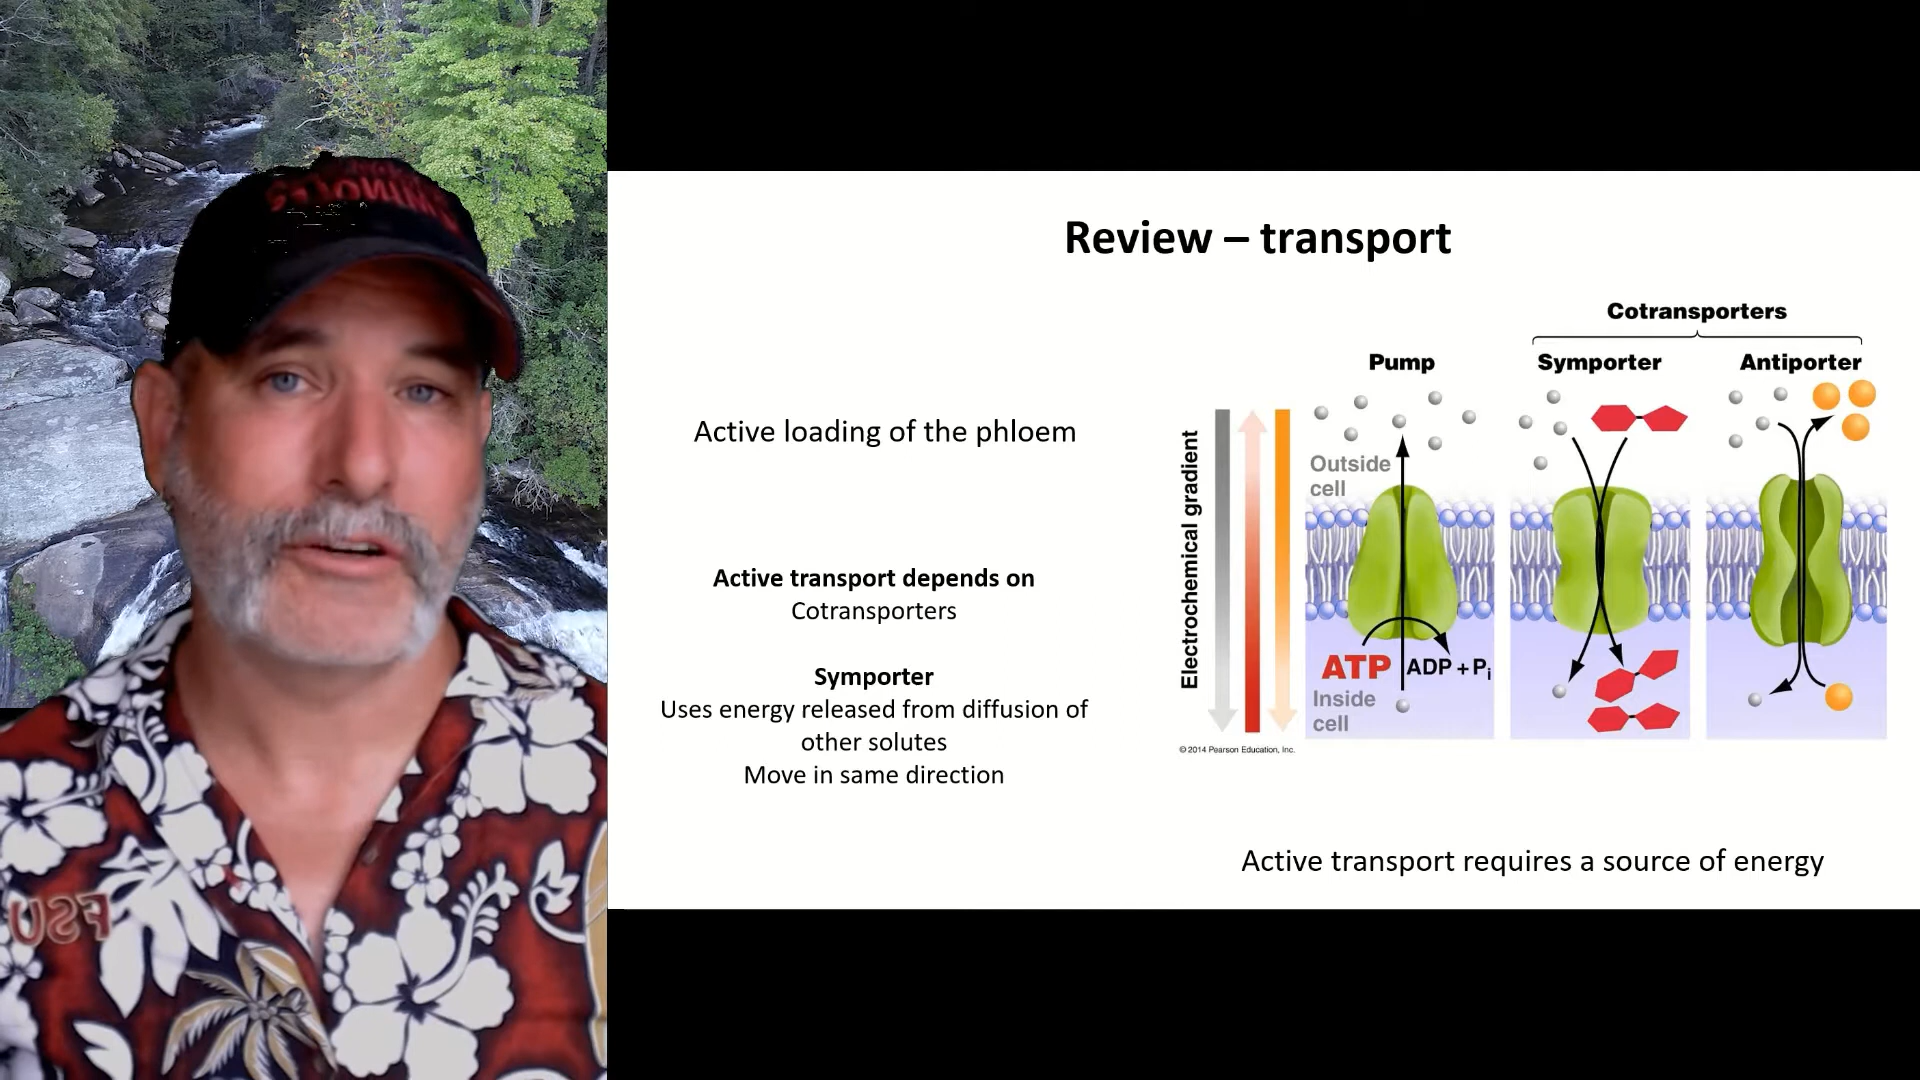 SEMINOLES
FSU
Review – transport
Active loading of the phloem
Active transport depends on
Cotransporters
Symporter
Uses energy released from diffusion of
other solutes
Move in same direction
Cotransporters
Pump
Symporter
Antiporter
Electrochemical gradient
Outside
cell
ATP
ADP + Pi
Inside
cell
© 2014 Pearson Education, Inc.
Active transport requires a source of energy